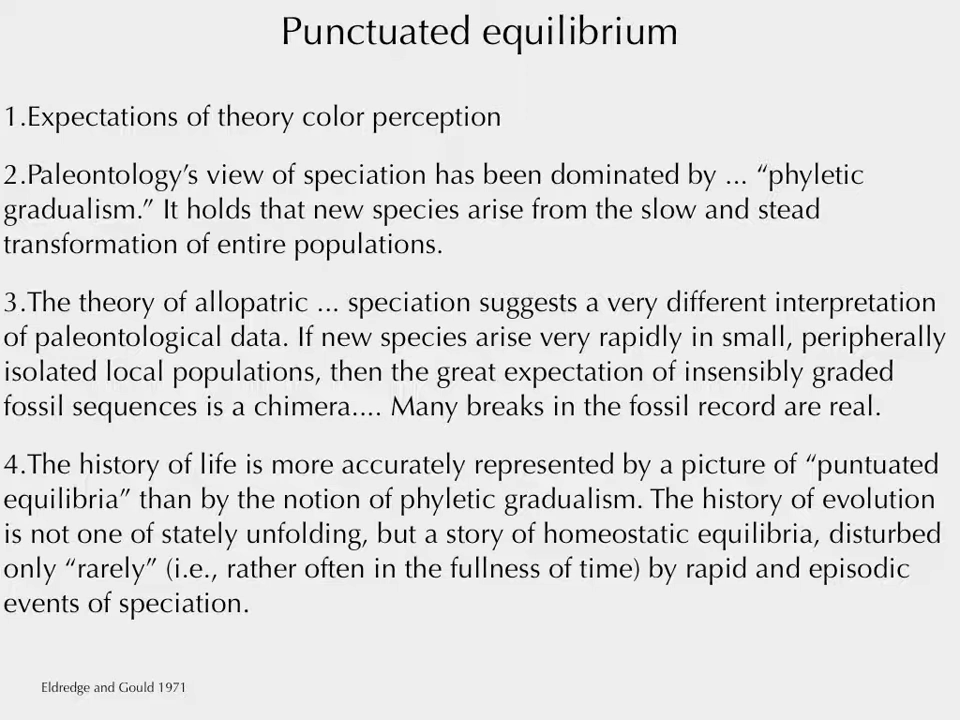 Punctuated equilibrium
1.Expectations of theory color perception
2.Paleontology’s view of speciation has been dominated by ... “phyletic
gradualism.” It holds that new species arise from the slow and stead
transformation of entire populations.
3.The theory of allopatric ... speciation suggests a very different interpretation
of paleontological data. If new species arise very rapidly in small, peripherally
isolated local populations, then the great expectation of insensibly graded
fossil sequences is a chimera.... Many breaks in the fossil record are real.
4.The history of life is more accurately represented by a picture of “puntuated
equilibria” than by the notion of phyletic gradualism. The history of evolution
is not one of stately unfolding, but a story of homeostatic equilibria, disturbed
only “rarely” (i.e., rather often in the fullness of time) by rapid and episodic
events of speciation.
Eldredge and Gould 1971